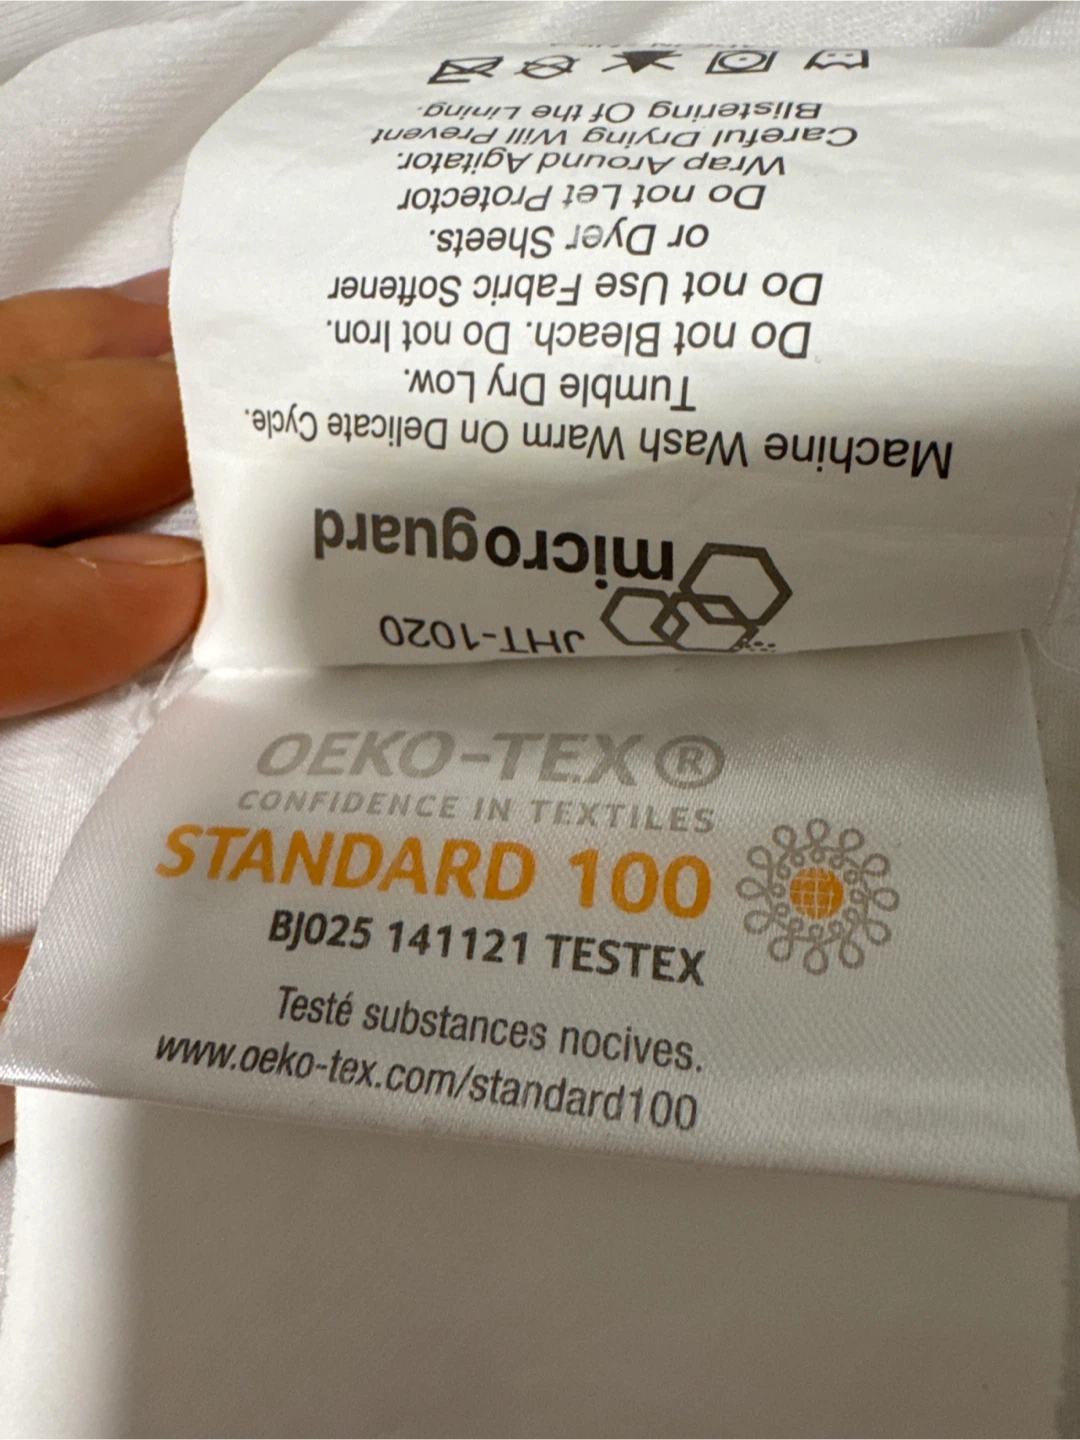 JHT-1020
microguard
Machine Wash Warm On Delicate Cycle.
Tumble Dry Low.
Do not Bleach. Do not Iron.
Do not Use Fabric Softener
or Dyer Sheets.
Do not Let Protector
Wrap Around Agitator.
Careful Drying Will Prevent
Blistering Of the Lining.
OEKO-TEX®
CONFIDENCE IN TEXTILES
STANDARD 100
BJ025 141121 TESTEX
Testé substances nocives.
www.oeko-tex.com/standard100